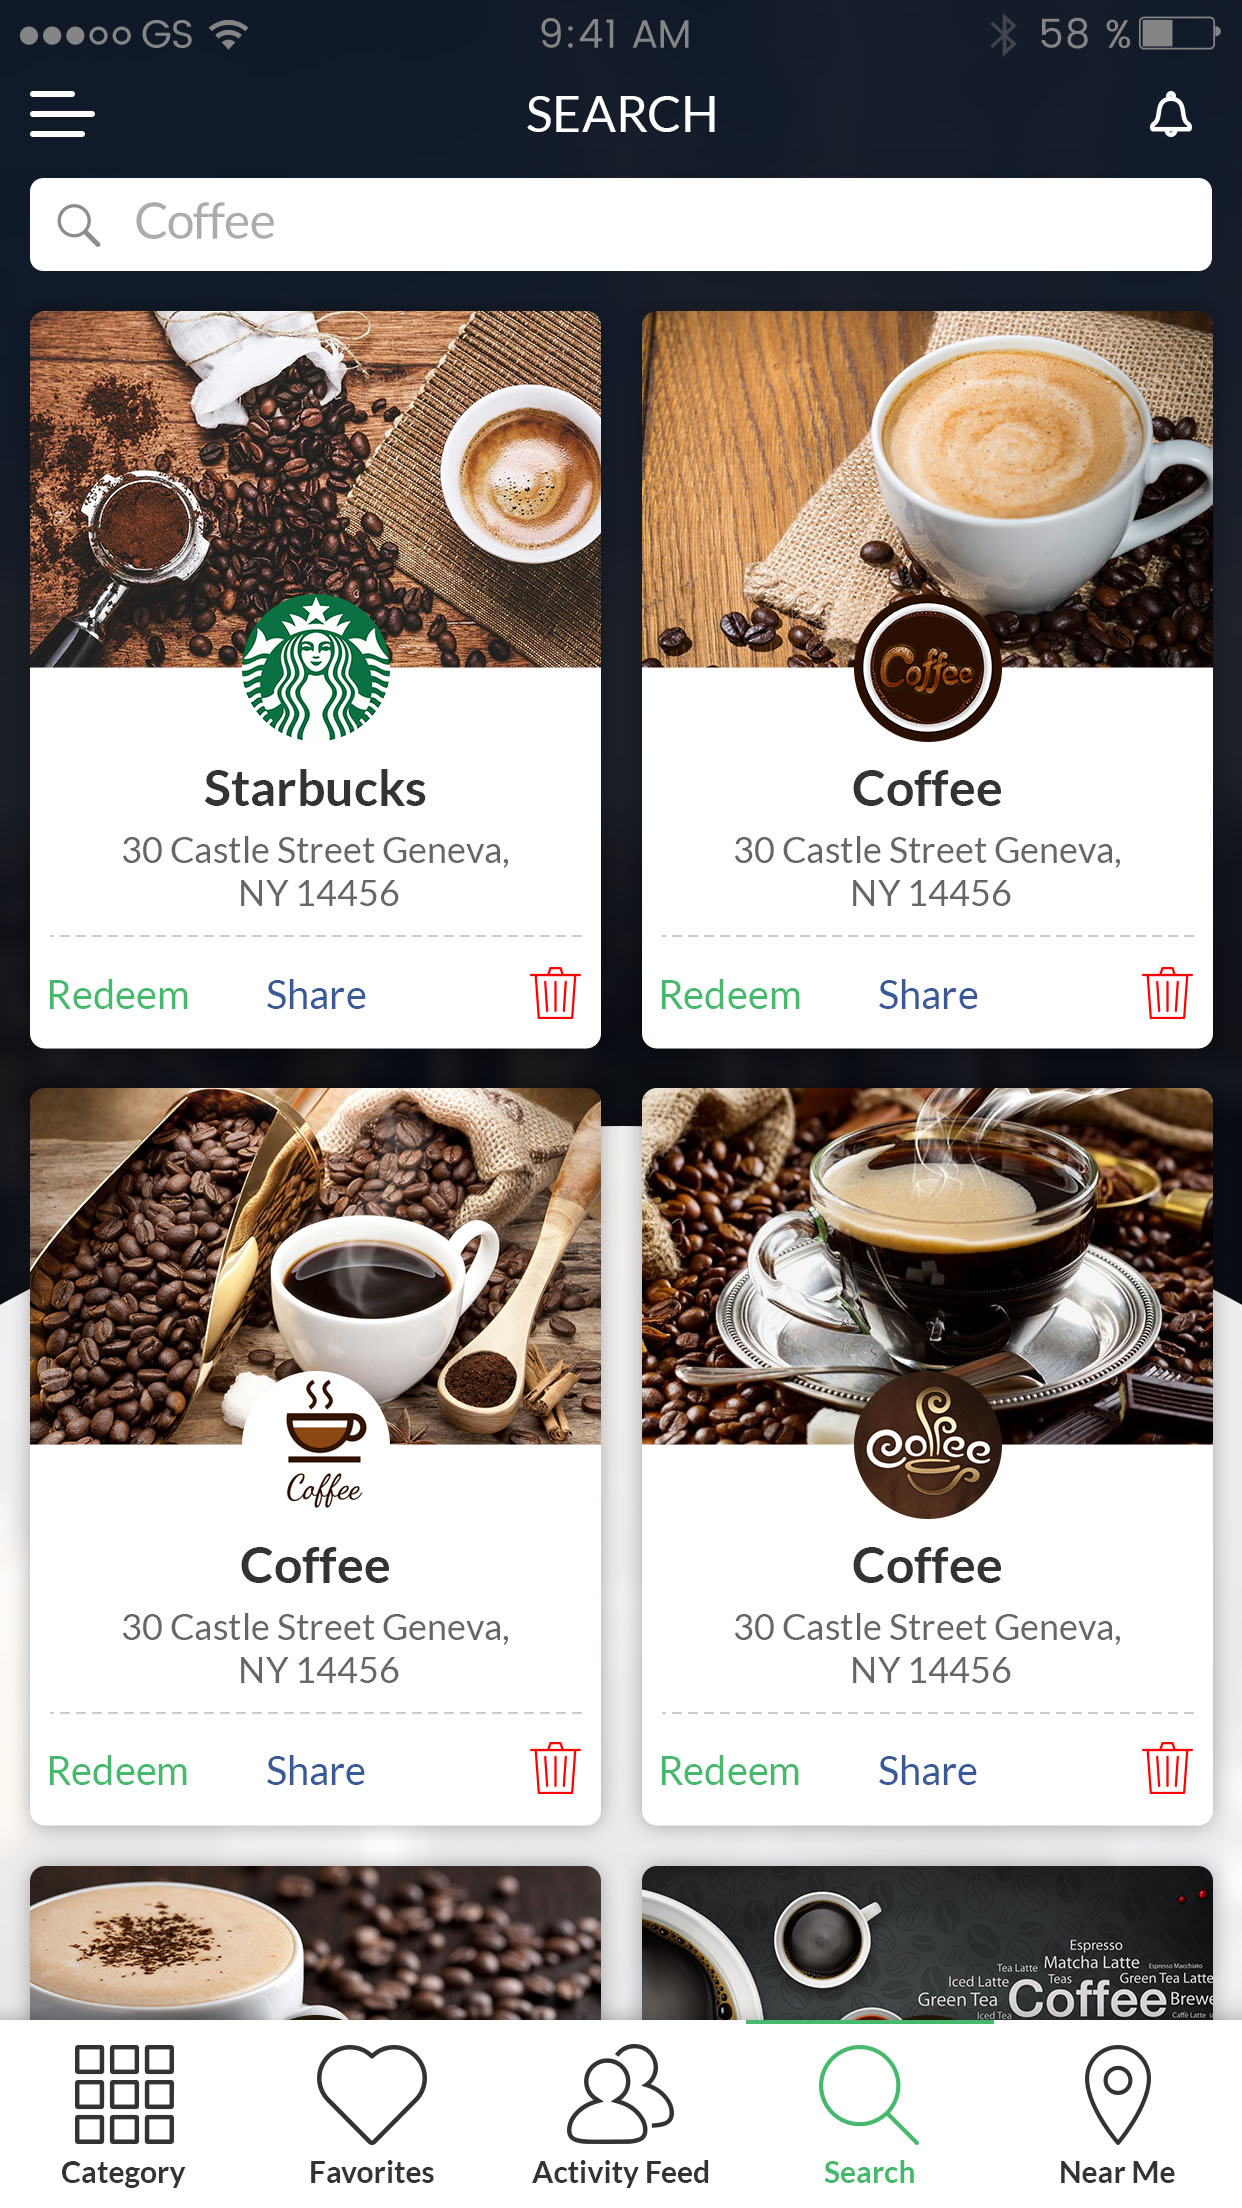 GS
9:41 AM
58 %
SEARCH
Coffee
Coffee
Starbucks
30 Castle Street Geneva,
NY 14456
Redeem Share
Coffee
30 Castle Street Geneva,
NY 14456
Redeem Share
Coffee
Coffee
30 Castle Street Geneva,
NY 14456
Redeem Share
Coffee
Coffee
30 Castle Street Geneva,
NY 14456
Redeem Share
Espresso
Tea Latte Matcha Latte Espresso Macchiato
Iced Latte Teas Green Tea Latte
Green Tea Coffee Brewe
Iced Tea Caffè Latte
Category
Favorites
Activity Feed
Search
Near Me